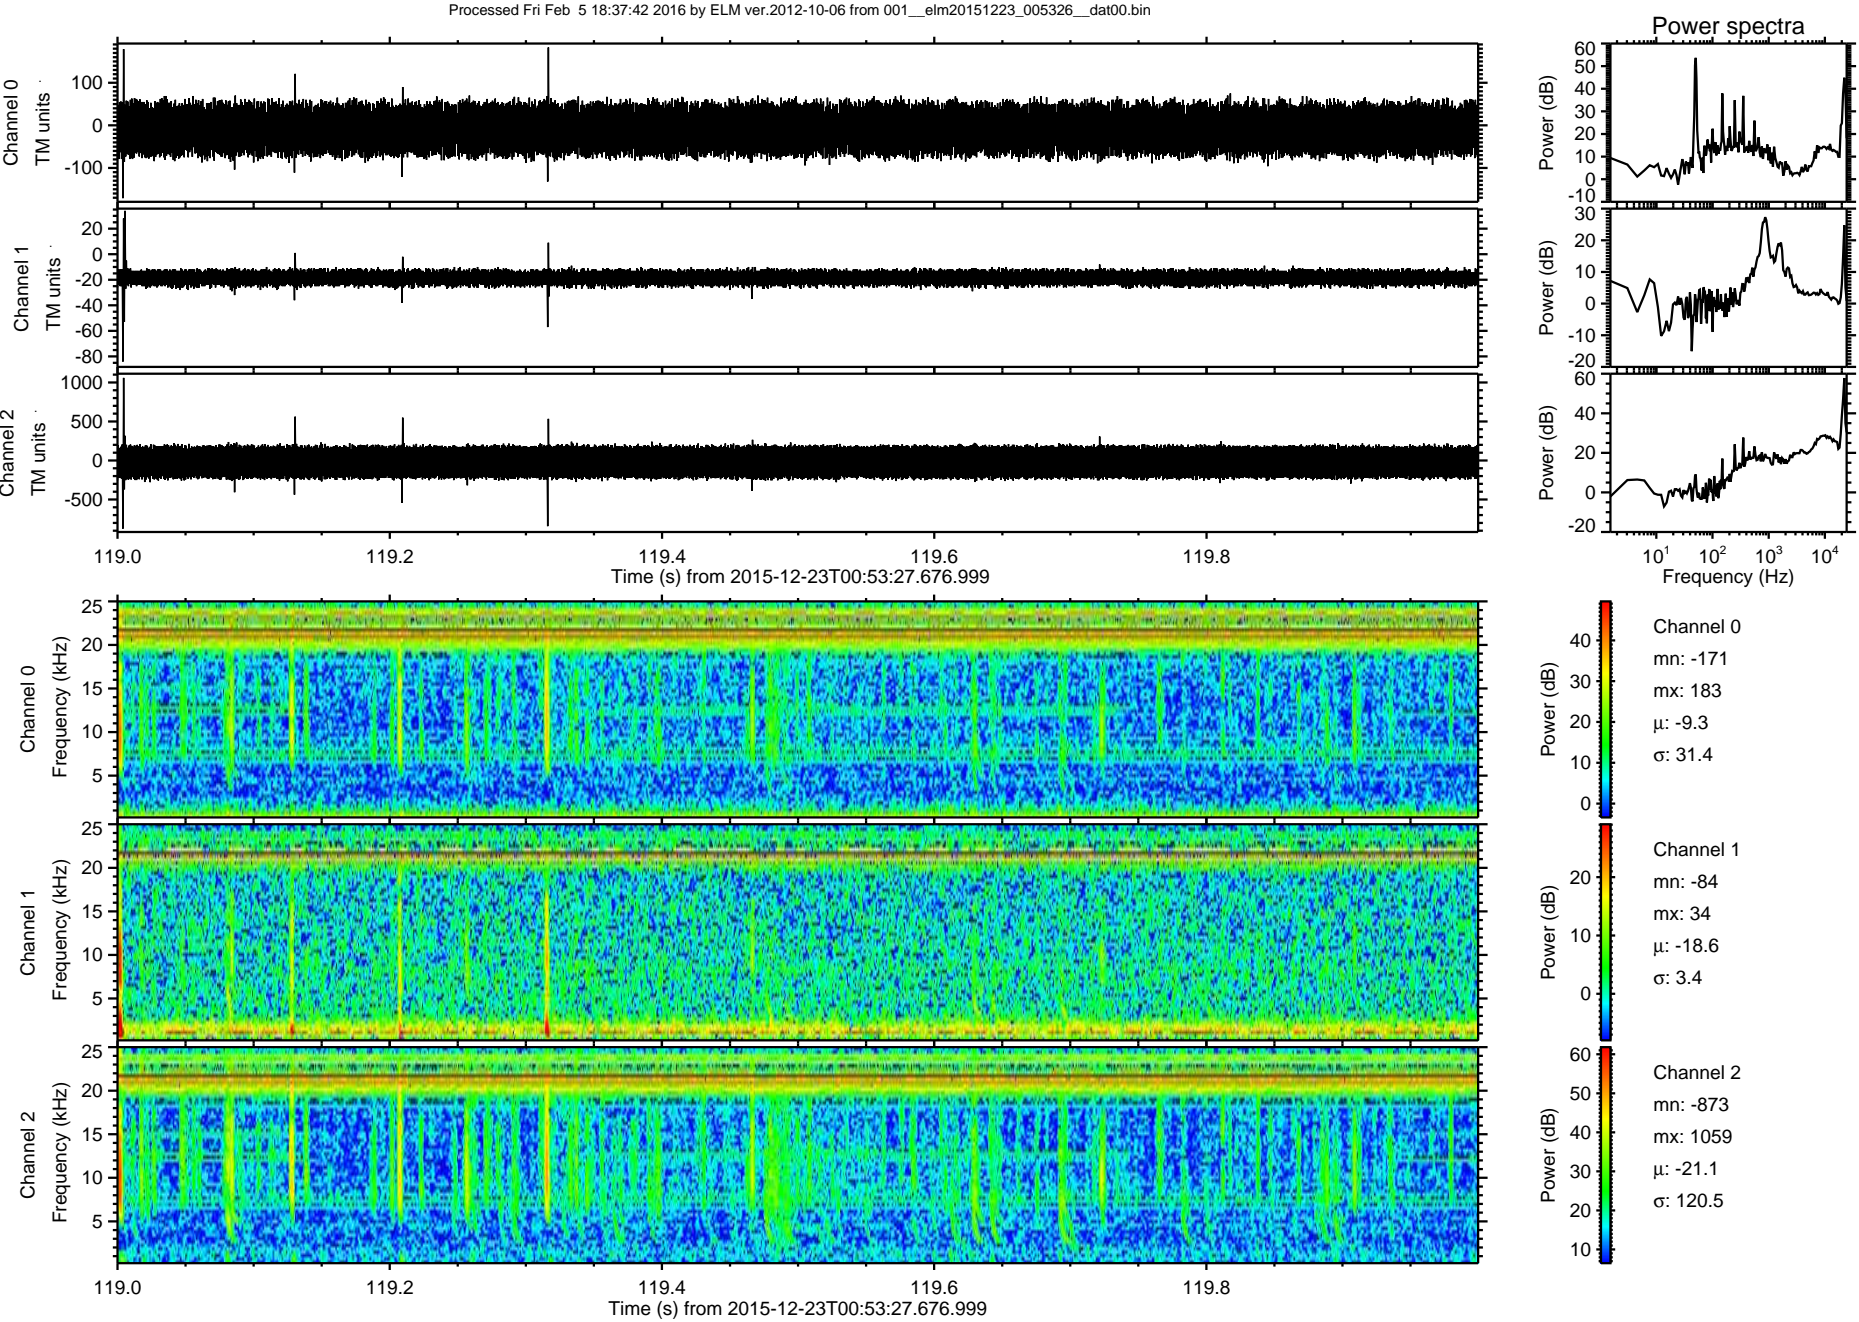 Processed Fri Feb  5 18:37:42 2016 by ELM ver.2012-10-06 from 001__elm20151223_005326__dat00.bin
Power spectra
Channel 0
TM units
100
0
-100
Power (dB)
60
50
40
30
20
10
0
-10
Channel 1
TM units
20
0
-20
-40
-60
-80
Power (dB)
30
20
10
0
-10
-20
Channel 2
TM units
1000
500
0
-500
Power (dB)
60
40
20
0
-20
119.0 119.2 119.4 119.6 119.8
Time (s) from 2015-12-23T00:53:27.676.999
10¹ 10² 10³ 10⁴
Frequency (Hz)
Channel 0
Frequency (kHz)
25
20
15
10
5
Power (dB)
40
30
20
10
0
Channel 0
mn: -171
mx: 183
μ: -9.3
σ: 31.4
Channel 1
Frequency (kHz)
25
20
15
10
5
Power (dB)
20
10
0
Channel 1
mn: -84
mx: 34
μ: -18.6
σ: 3.4
Channel 2
Frequency (kHz)
25
20
15
10
5
Power (dB)
60
50
40
30
20
10
Channel 2
mn: -873
mx: 1059
μ: -21.1
σ: 120.5
119.0 119.2 119.4 119.6 119.8
Time (s) from 2015-12-23T00:53:27.676.999